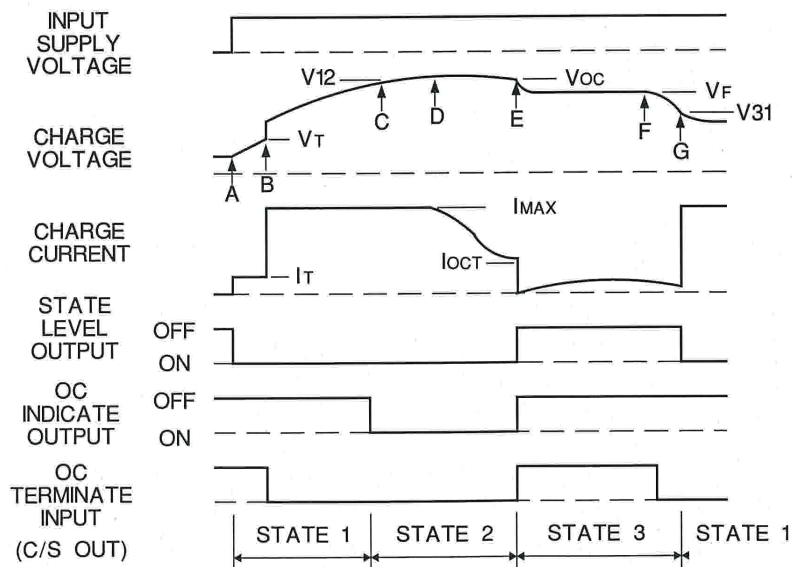 INPUT
SUPPLY
VOLTAGE
V12
VOC
VF
V31
C
D
E
F
G
CHARGE
VOLTAGE
VT
A
B
CHARGE
CURRENT
IMAX
IOCT
IT
STATE
LEVEL
OUTPUT
OFF
ON
OC
INDICATE
OUTPUT
OFF
ON
OC
TERMINATE
INPUT
(C/S OUT)
STATE 1
STATE 2
STATE 3
STATE 1